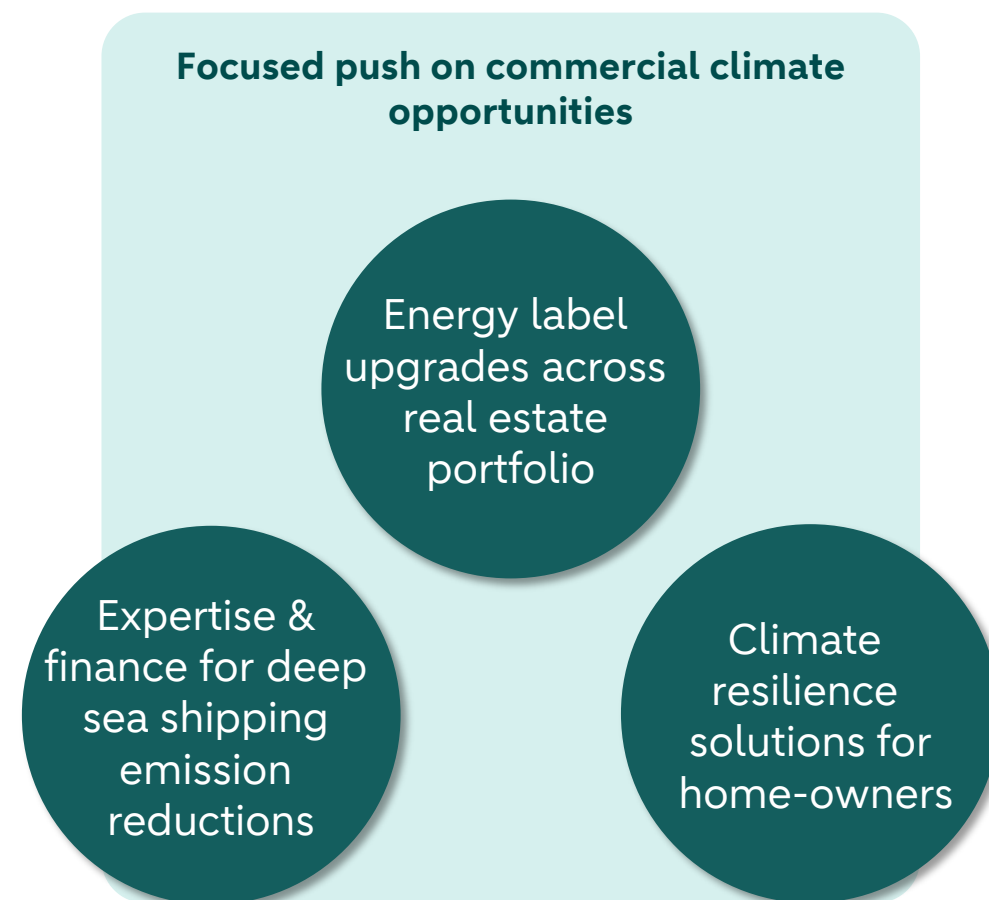 Focused push on commercial climate
opportunities
Energy label
upgrades across
real estate
portfolio
Expertise &
finance for deep
sea shipping
emission
reductions
Climate
resilience
solutions for
home-owners